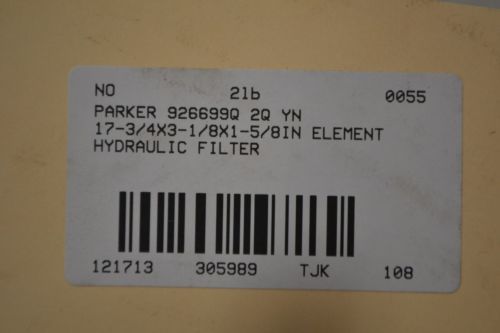 NO 2lb 0055
PARKER 926699Q 2Q YN
17-3/4X3-1/8X1-5/8IN ELEMENT
HYDRAULIC FILTER
121713 305989 TJK 108